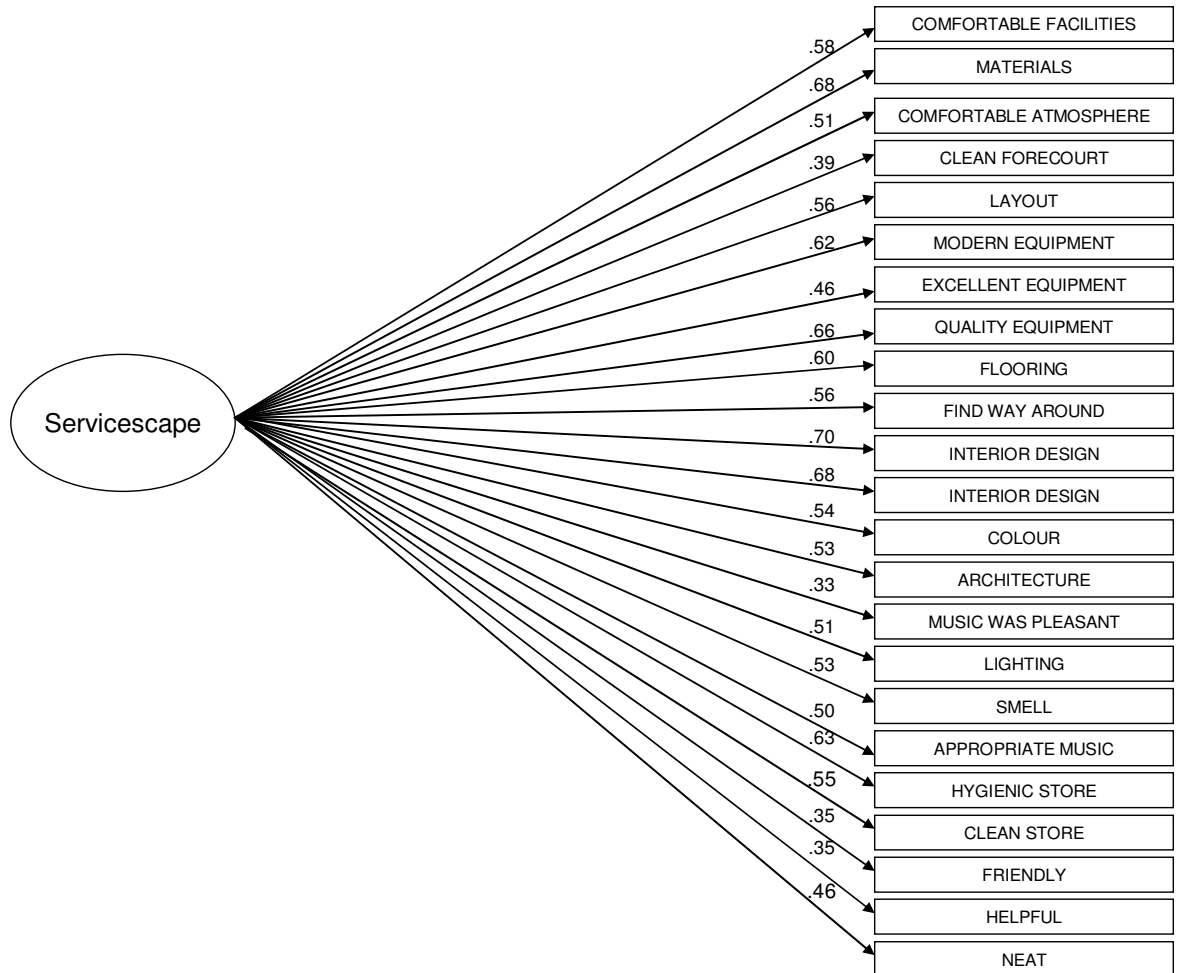 COMFORTABLE FACILITIES
.58
MATERIALS
.68
COMFORTABLE ATMOSPHERE
.51
CLEAN FORECOURT
.39
LAYOUT
.56
MODERN EQUIPMENT
.62
EXCELLENT EQUIPMENT
.46
QUALITY EQUIPMENT
.66
FLOORING
.60
FIND WAY AROUND
.56
Servicescape
INTERIOR DESIGN
.70
INTERIOR DESIGN
.68
COLOUR
.54
ARCHITECTURE
.53
MUSIC WAS PLEASANT
.33
LIGHTING
.51
SMELL
.53
APPROPRIATE MUSIC
.50
HYGIENIC STORE
.63
CLEAN STORE
.55
FRIENDLY
.35
HELPFUL
.35
NEAT
.46